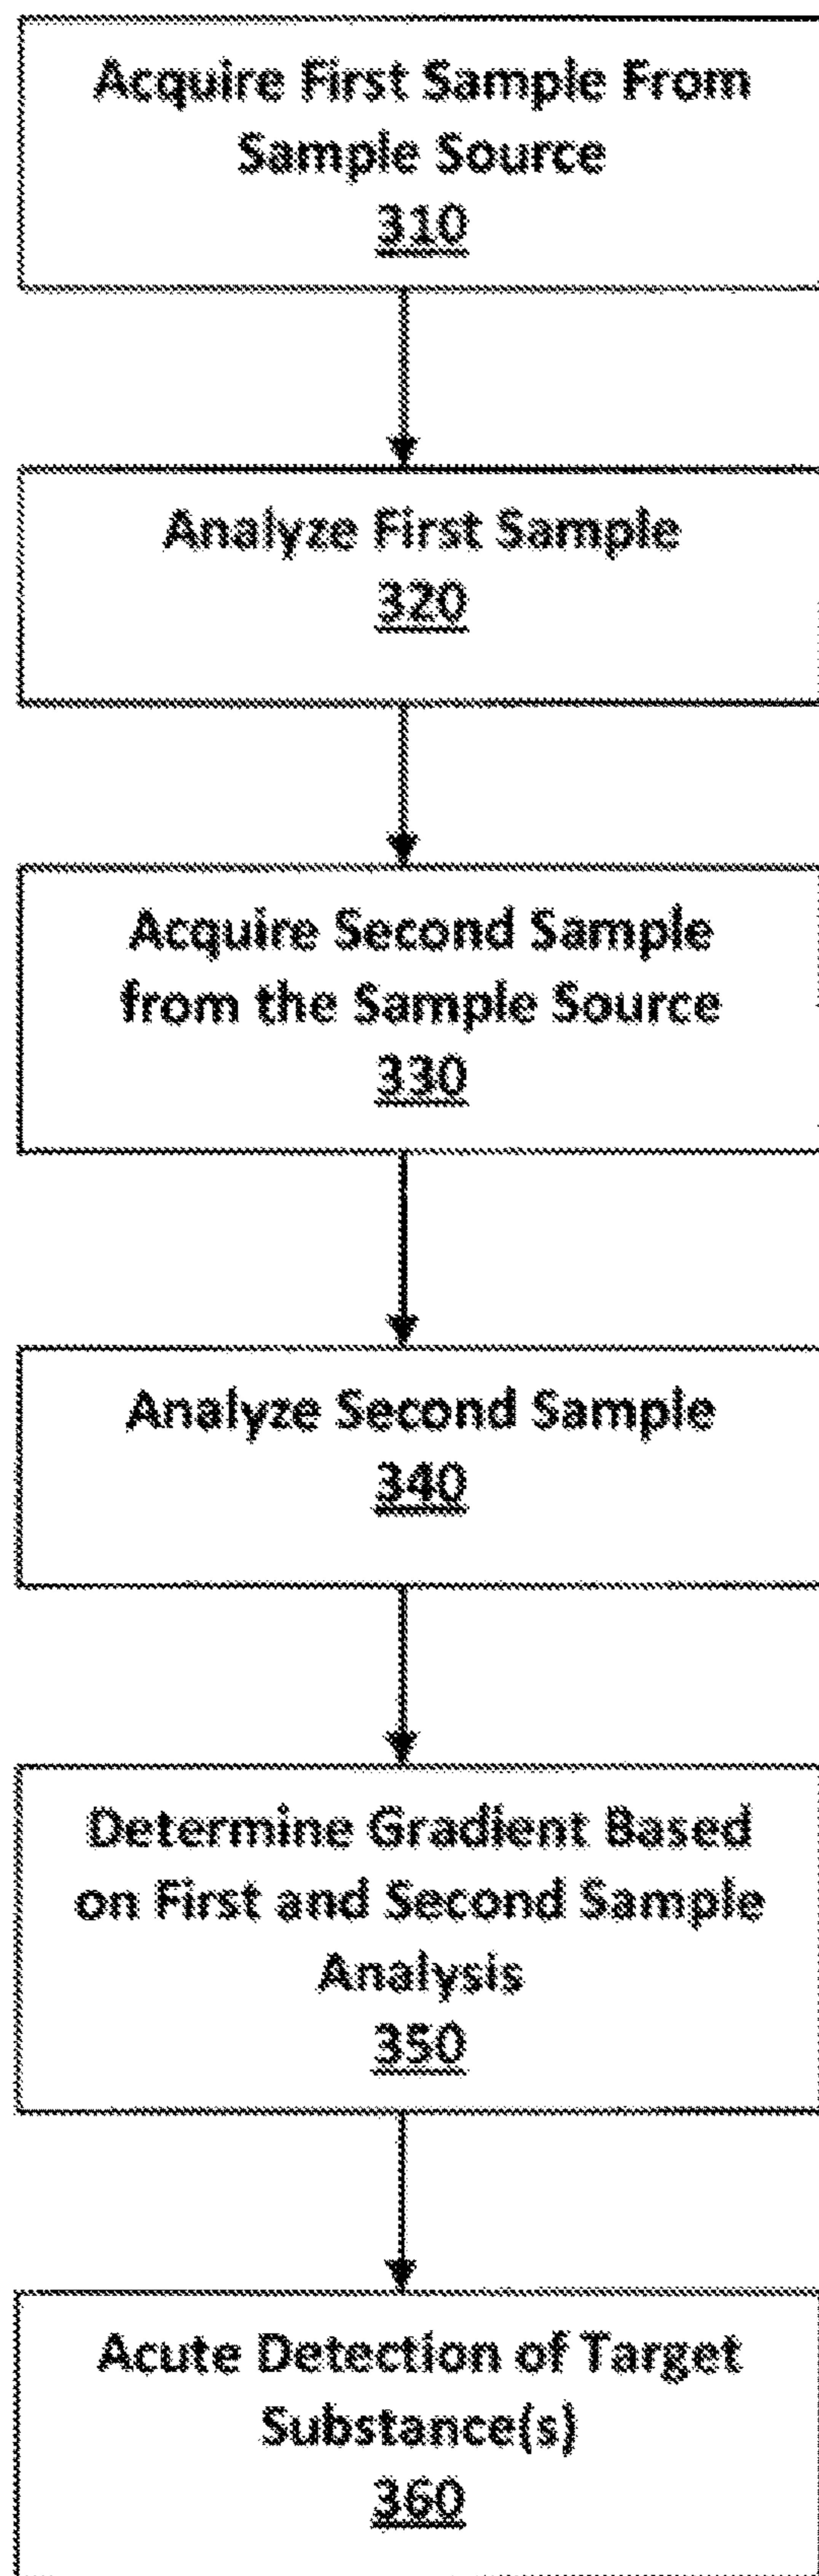 Acquire First Sample From
Sample Source
310
Analyze First Sample
320
Acquire Second Sample
from the Sample Source
330
Analyze Second Sample
340
Determine Gradient Based
on First and Second Sample
Analysis
350
Acute Detection of Target
Substance(s)
360